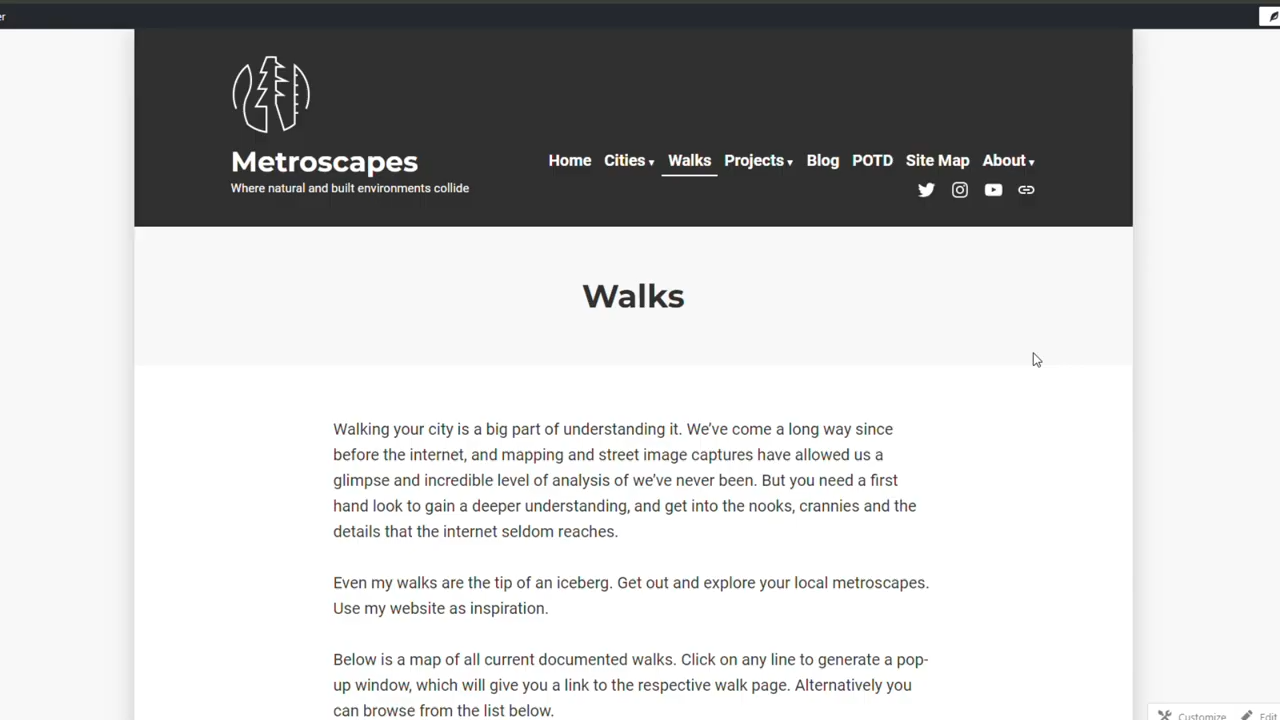 er
Metroscapes
Where natural and built environments collide
Home Cities ▾ Walks Projects ▾ Blog POTD Site Map About ▾
Walks
Walking your city is a big part of understanding it. We’ve come a long way since
before the internet, and mapping and street image captures have allowed us a
glimpse and incredible level of analysis of we’ve never been. But you need a first
hand look to gain a deeper understanding, and get into the nooks, crannies and the
details that the internet seldom reaches.
Even my walks are the tip of an iceberg. Get out and explore your local metroscapes.
Use my website as inspiration.
Below is a map of all current documented walks. Click on any line to generate a pop-
up window, which will give you a link to the respective walk page. Alternatively you
can browse from the list below.
Customize Edit